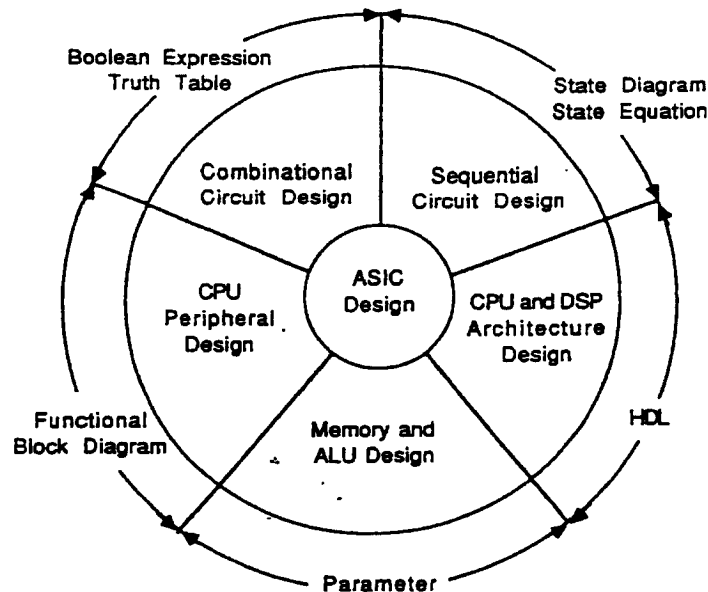 Boolean Expression
Truth Table
State Diagram
State Equation
Combinational
Circuit Design
Sequential
Circuit Design
ASIC
Design
CPU
Peripheral
Design
CPU and DSP
Architecture
Design
Functional
Block Diagram
Memory and
ALU Design
HDL
Parameter